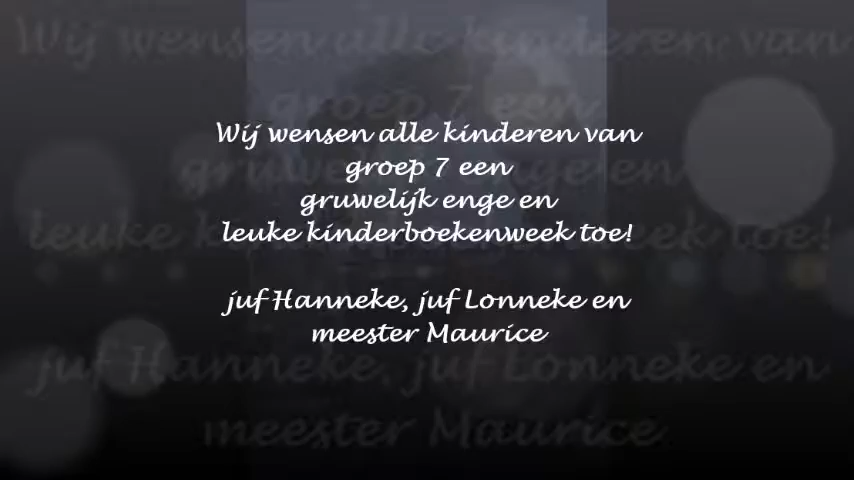 Wij wensen alle kinderen van
groep 7 een
gruwelijk enge en
leuke kinderboekenweek toe!
juf Hanneke, juf Lonneke en
meester Maurice